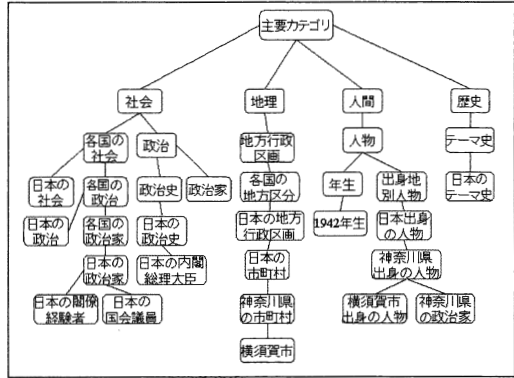 主要カテゴリ
社会
地理
人間
歴史
各国の
社会
政治
地方行政
区画
人物
テーマ史
日本の
社会
各国の
政治
政治史
政治家
各国の
地方区分
年生
出身地
別人物
日本の
テーマ史
日本の
政治
各国の
政治家
日本の
政治史
日本の地方
行政区画
1942年生
日本出身
の人物
日本の
政治家
日本の内閣
総理大臣
日本の
市町村
神奈川県
出身の人物
日本の閣僚
経験者
日本の
国会議員
神奈川県
の市町村
横須賀市
出身の人物
神奈川県
の政治家
横須賀市